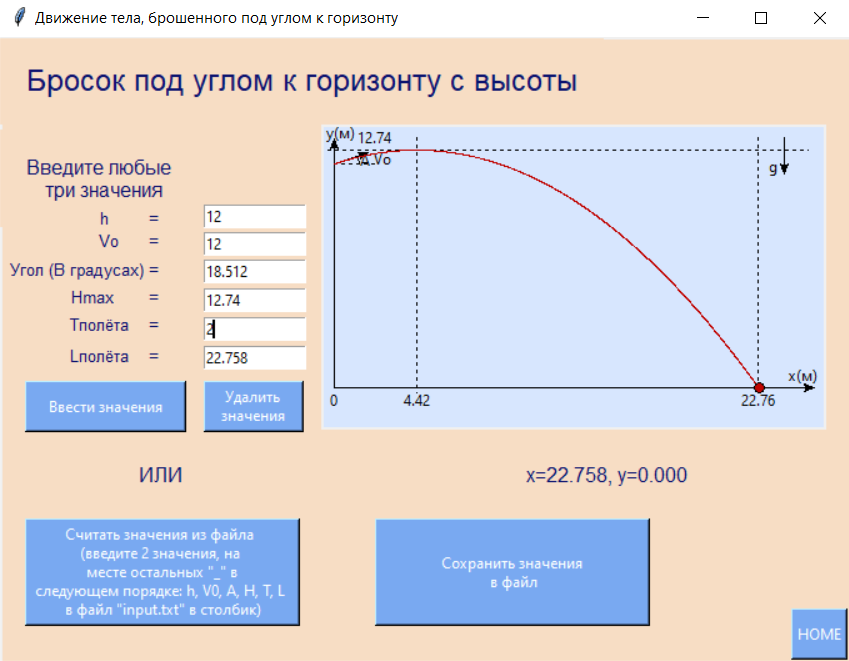 Движение тела, брошенного под углом к горизонту
Бросок под углом к горизонту с высоты
Введите любые
три значения
h =
12
Vo =
12
Угол (В градусах) =
18.512
Hmax =
12.74
Tполёта =
2
Lполёта =
22.758
Ввести значения
Удалить
значения
y(м) 12.74
Vo
g
x(м)
0 4.42 22.76
ИЛИ
x=22.758, y=0.000
Считать значения из файла
(введите 2 значения, на
месте остальных "_" в
следующем порядке: h, V0, A, H, T, L
в файл "input.txt" в столбик)
Сохранить значения
в файл
HOME